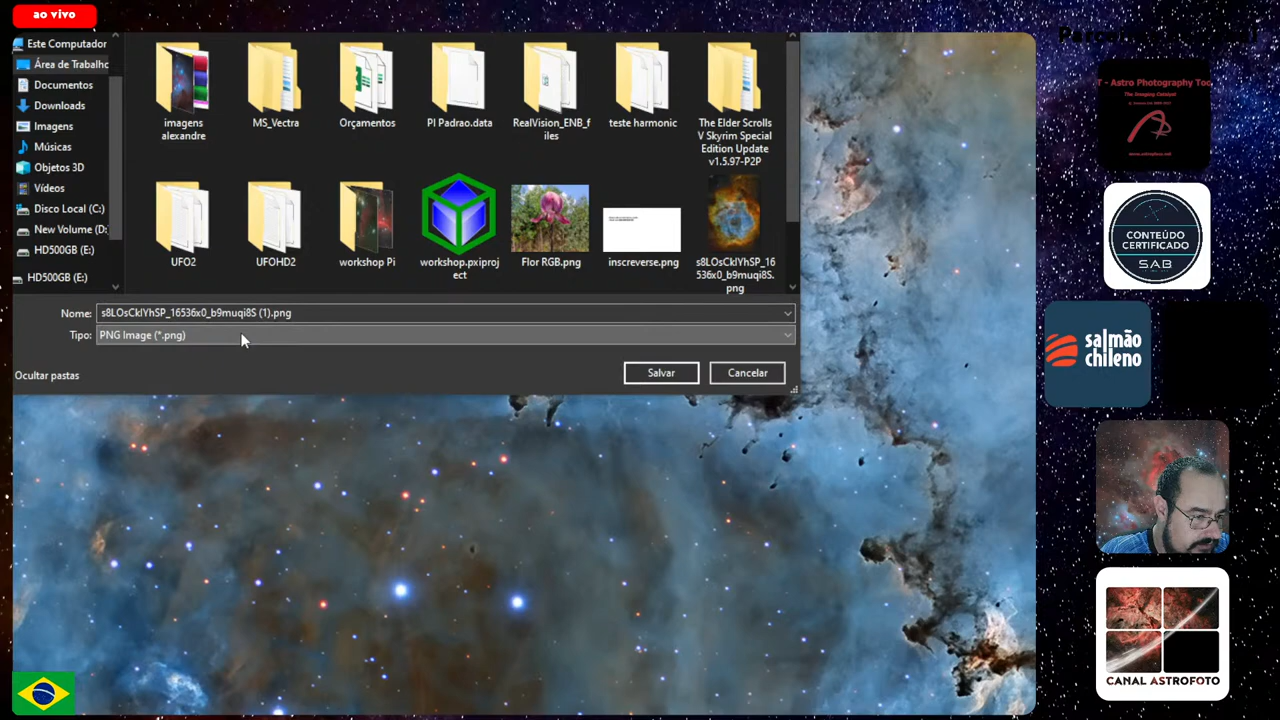 ao vivo
Este Computador
Área de Trabalho
Documentos
Downloads
Imagens
Músicas
Objetos 3D
Vídeos
Disco Local (C:)
New Volume (D:
HD500GB (E:)
HD500GB (E:)
imagens
alexandre
MS_Vectra
Orçamentos
PI Padrao.data
RealVision_ENB_f
iles
teste harmonic
The Elder Scrolls
V Skyrim Special
Edition Update
v1.5.97-P2P
UFO2
UFOHD2
workshop Pi
workshop.pxiproj
ect
Flor RGB.png
inscreverse.png
s8LOsCklYhSP_16
536x0_b9muqi8S.
png
Nome:
s8LOsCklYhSP_16536x0_b9muqi8S (1).png
Tipo:
PNG Image (*.png)
Ocultar pastas
Salvar
Cancelar
T - Astro Photography Too
The Imaging Catalyst
CONTEÚDO
CERTIFICADO
SAB
salmão
chileno
CANAL ASTROFOTO